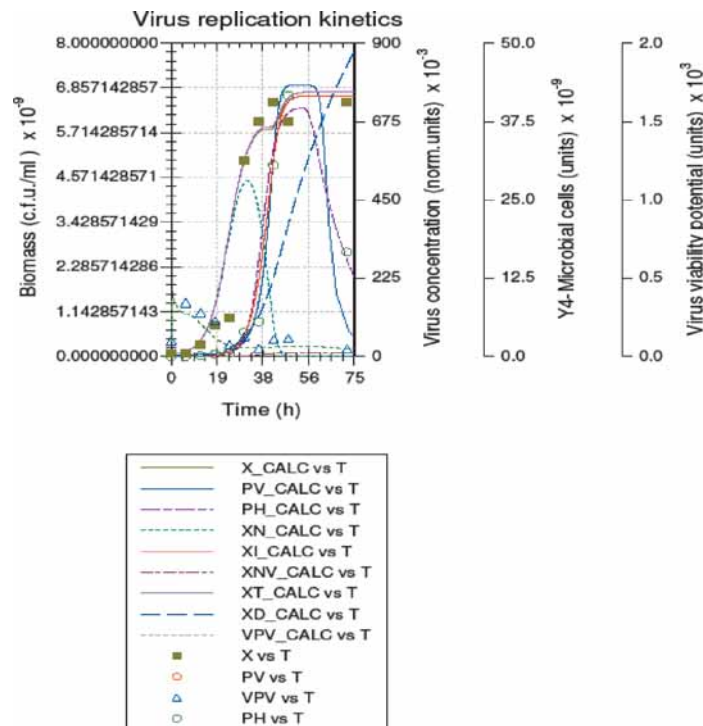 Virus replication kinetics
8.000000000
6.857142857
5.714285714
4.571428571
3.428571429
2.285714286
1.142857143
0.000000000
Biomass (c.f.u./ml) x 10-9
0 19 38 56 75
Time (h)
900
675
450
225
0
Virus concentration (norm.units) x 10-3
50.0
37.5
25.0
12.5
0.0
Y4-Microbial cells (units) x 10-9
2.0
1.5
1.0
0.5
0.0
Virus viability potential (units) x 103
X_CALC vs T
PV_CALC vs T
PH_CALC vs T
XN_CALC vs T
XI_CALC vs T
XNV_CALC vs T
XT_CALC vs T
XD_CALC vs T
VPV_CALC vs T
X vs T
PV vs T
VPV vs T
PH vs T